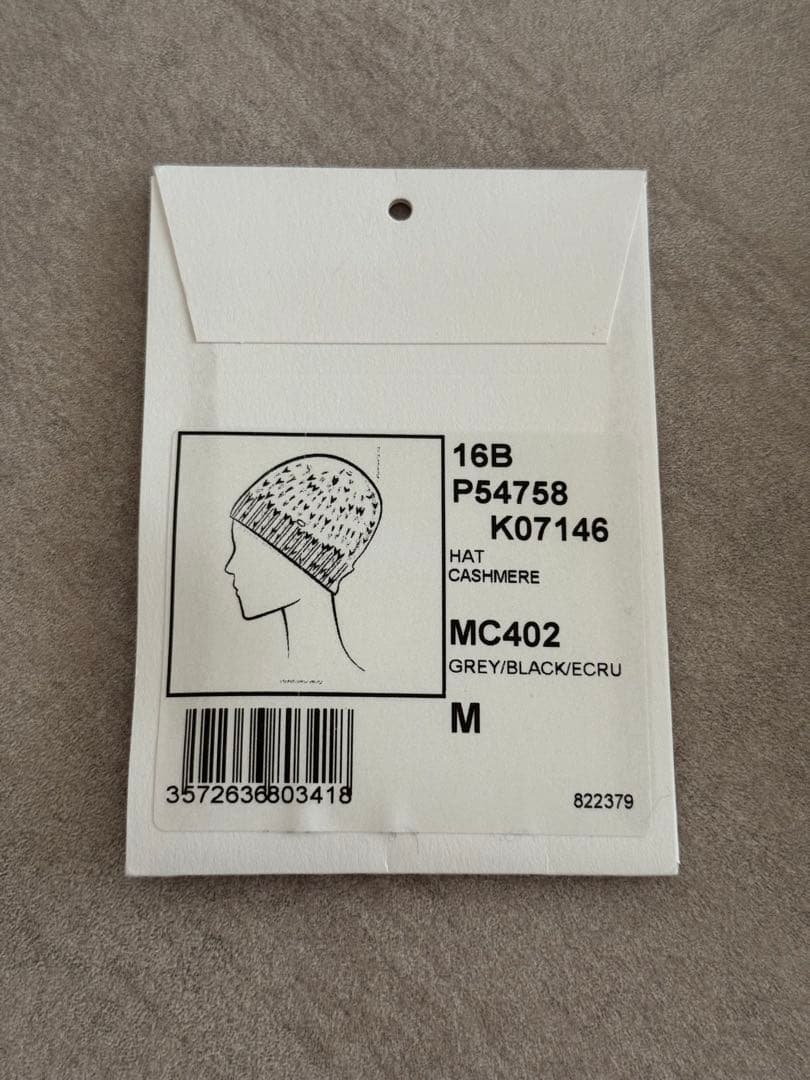 16B
P54758
K07146
HAT
CASHMERE
MC402
GREY/BLACK/ECRU
M
3572636803418
822379